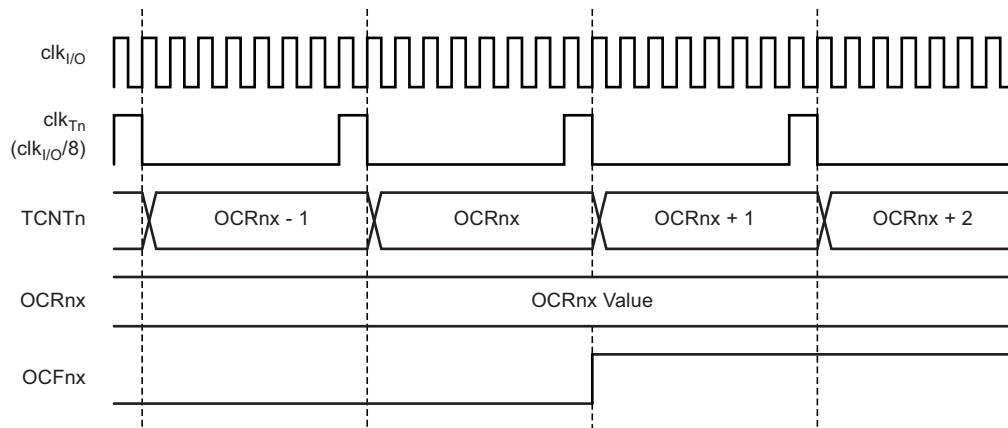 clkI/O
clkTn
(clkI/O/8)
TCNTn
OCRnx - 1
OCRnx
OCRnx + 1
OCRnx + 2
OCRnx
OCRnx Value
OCFnx